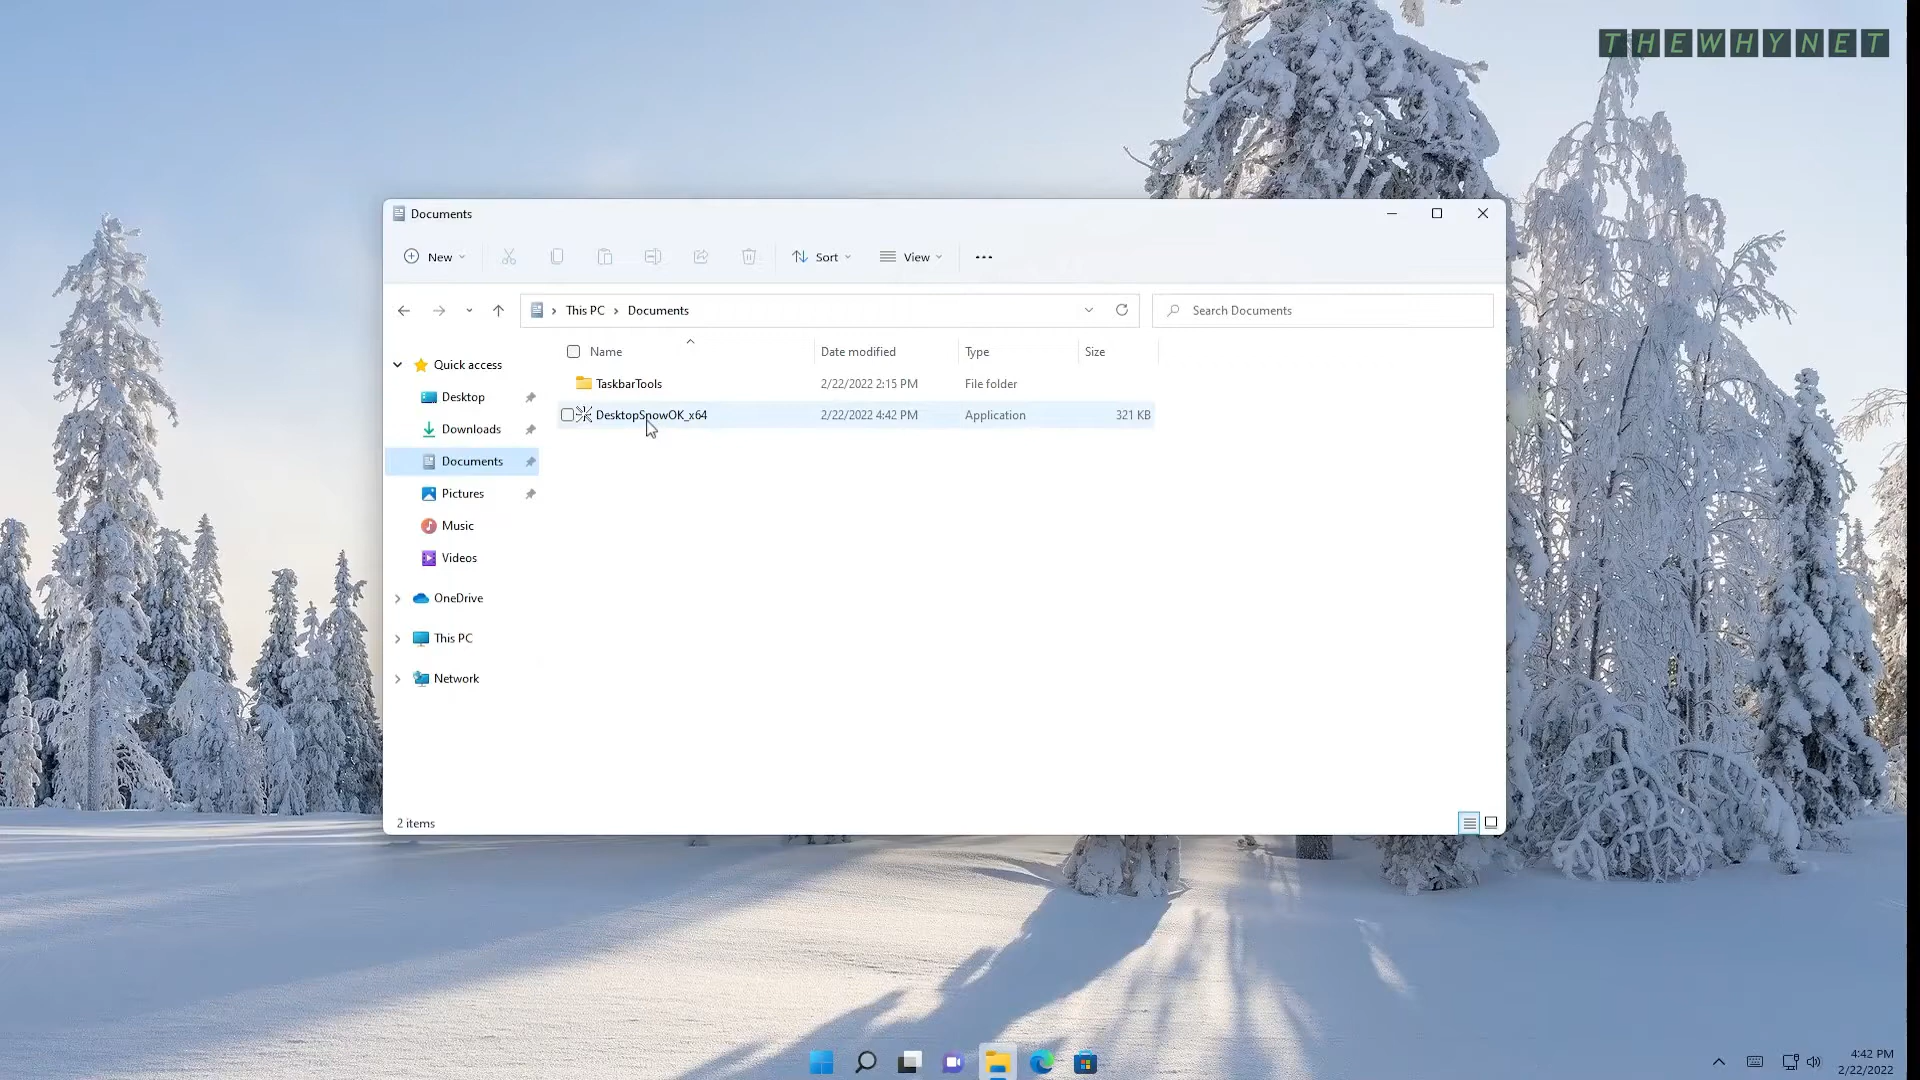 THEWHYNET
Documents
New
Sort
View
This PC
Documents
Search Documents
Name
Date modified
Type
Size
Quick access
TaskbarTools
2/22/2022 2:15 PM
File folder
Desktop
DesktopSnowOK_x64
2/22/2022 4:42 PM
Application
321 KB
Downloads
Documents
Pictures
Music
Videos
OneDrive
This PC
Network
2 items
4:42 PM
2/22/2022